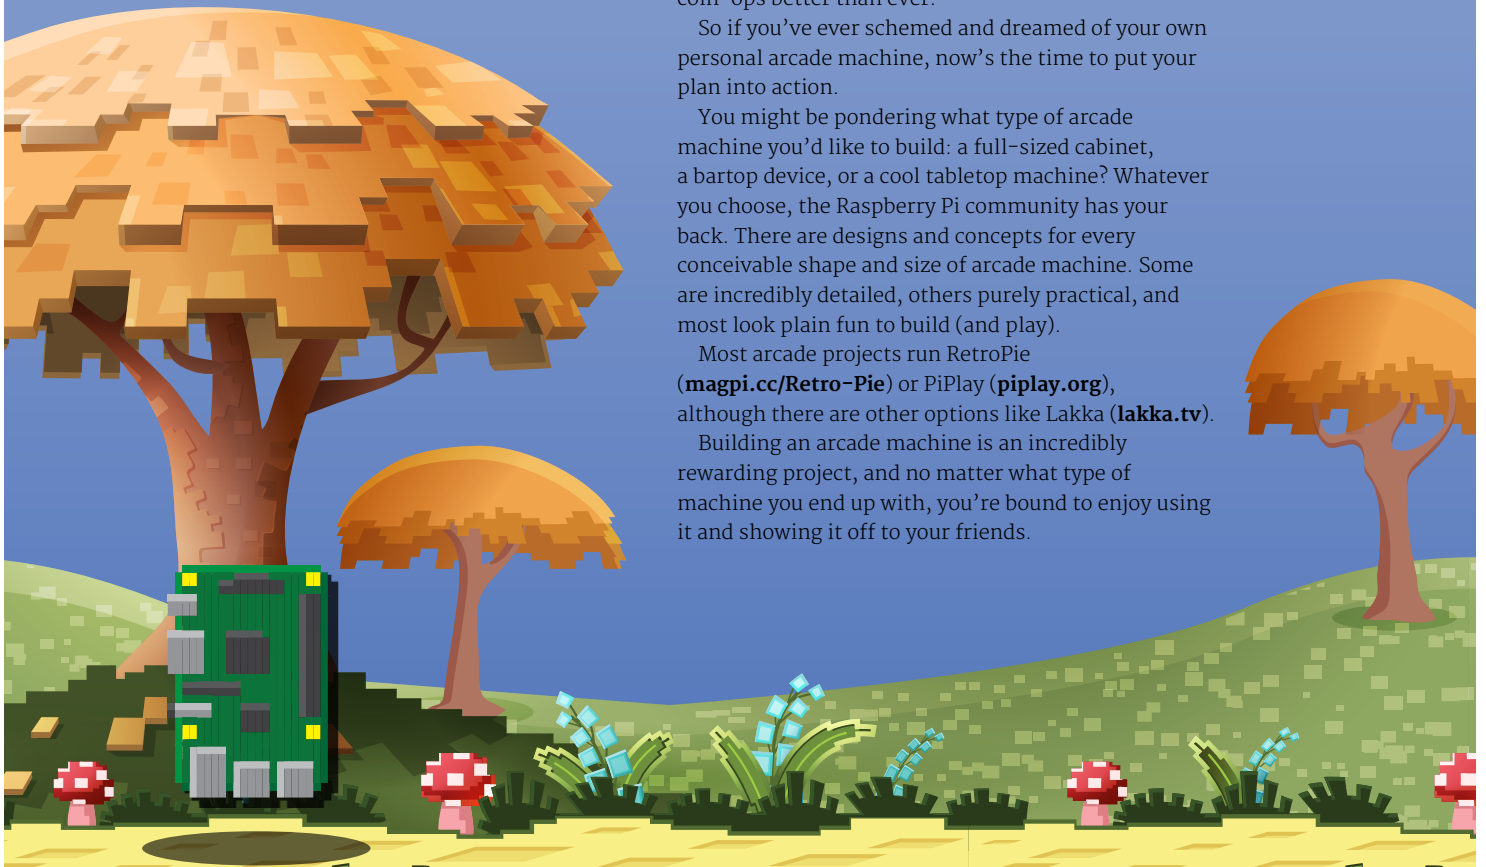 coin-ops better than ever.
So if you’ve ever schemed and dreamed of your own
personal arcade machine, now’s the time to put your
plan into action.
You might be pondering what type of arcade
machine you’d like to build: a full-sized cabinet,
a bartop device, or a cool tabletop machine? Whatever
you choose, the Raspberry Pi community has your
back. There are designs and concepts for every
conceivable shape and size of arcade machine. Some
are incredibly detailed, others purely practical, and
most look plain fun to build (and play).
Most arcade projects run RetroPie
(magpi.cc/Retro-Pie) or PiPlay (piplay.org),
although there are other options like Lakka (lakka.tv).
Building an arcade machine is an incredibly
rewarding project, and no matter what type of
machine you end up with, you’re bound to enjoy using
it and showing it off to your friends.